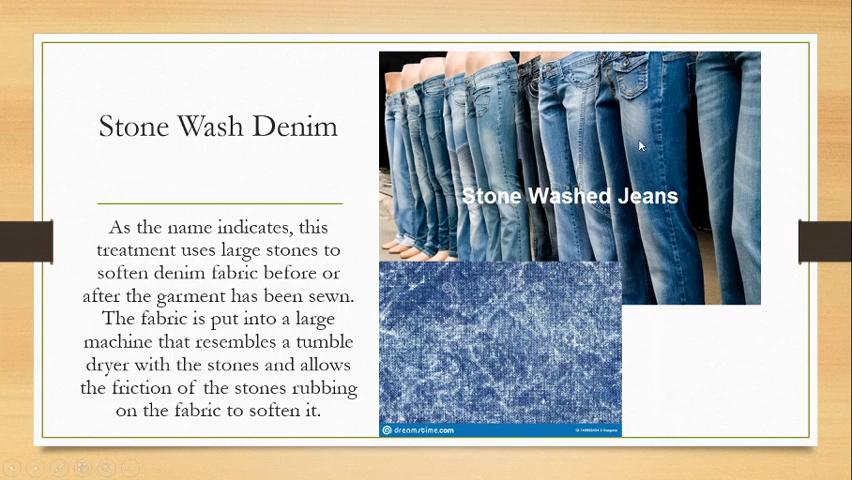 Stone Wash Denim
As the name indicates, this
treatment uses large stones to
soften denim fabric before or
after the garment has been sewn.
The fabric is put into a large
machine that resembles a tumble
dryer with the stones and allows
the friction of the stones rubbing
on the fabric to soften it.
Stone Washed Jeans
dreamstime.com